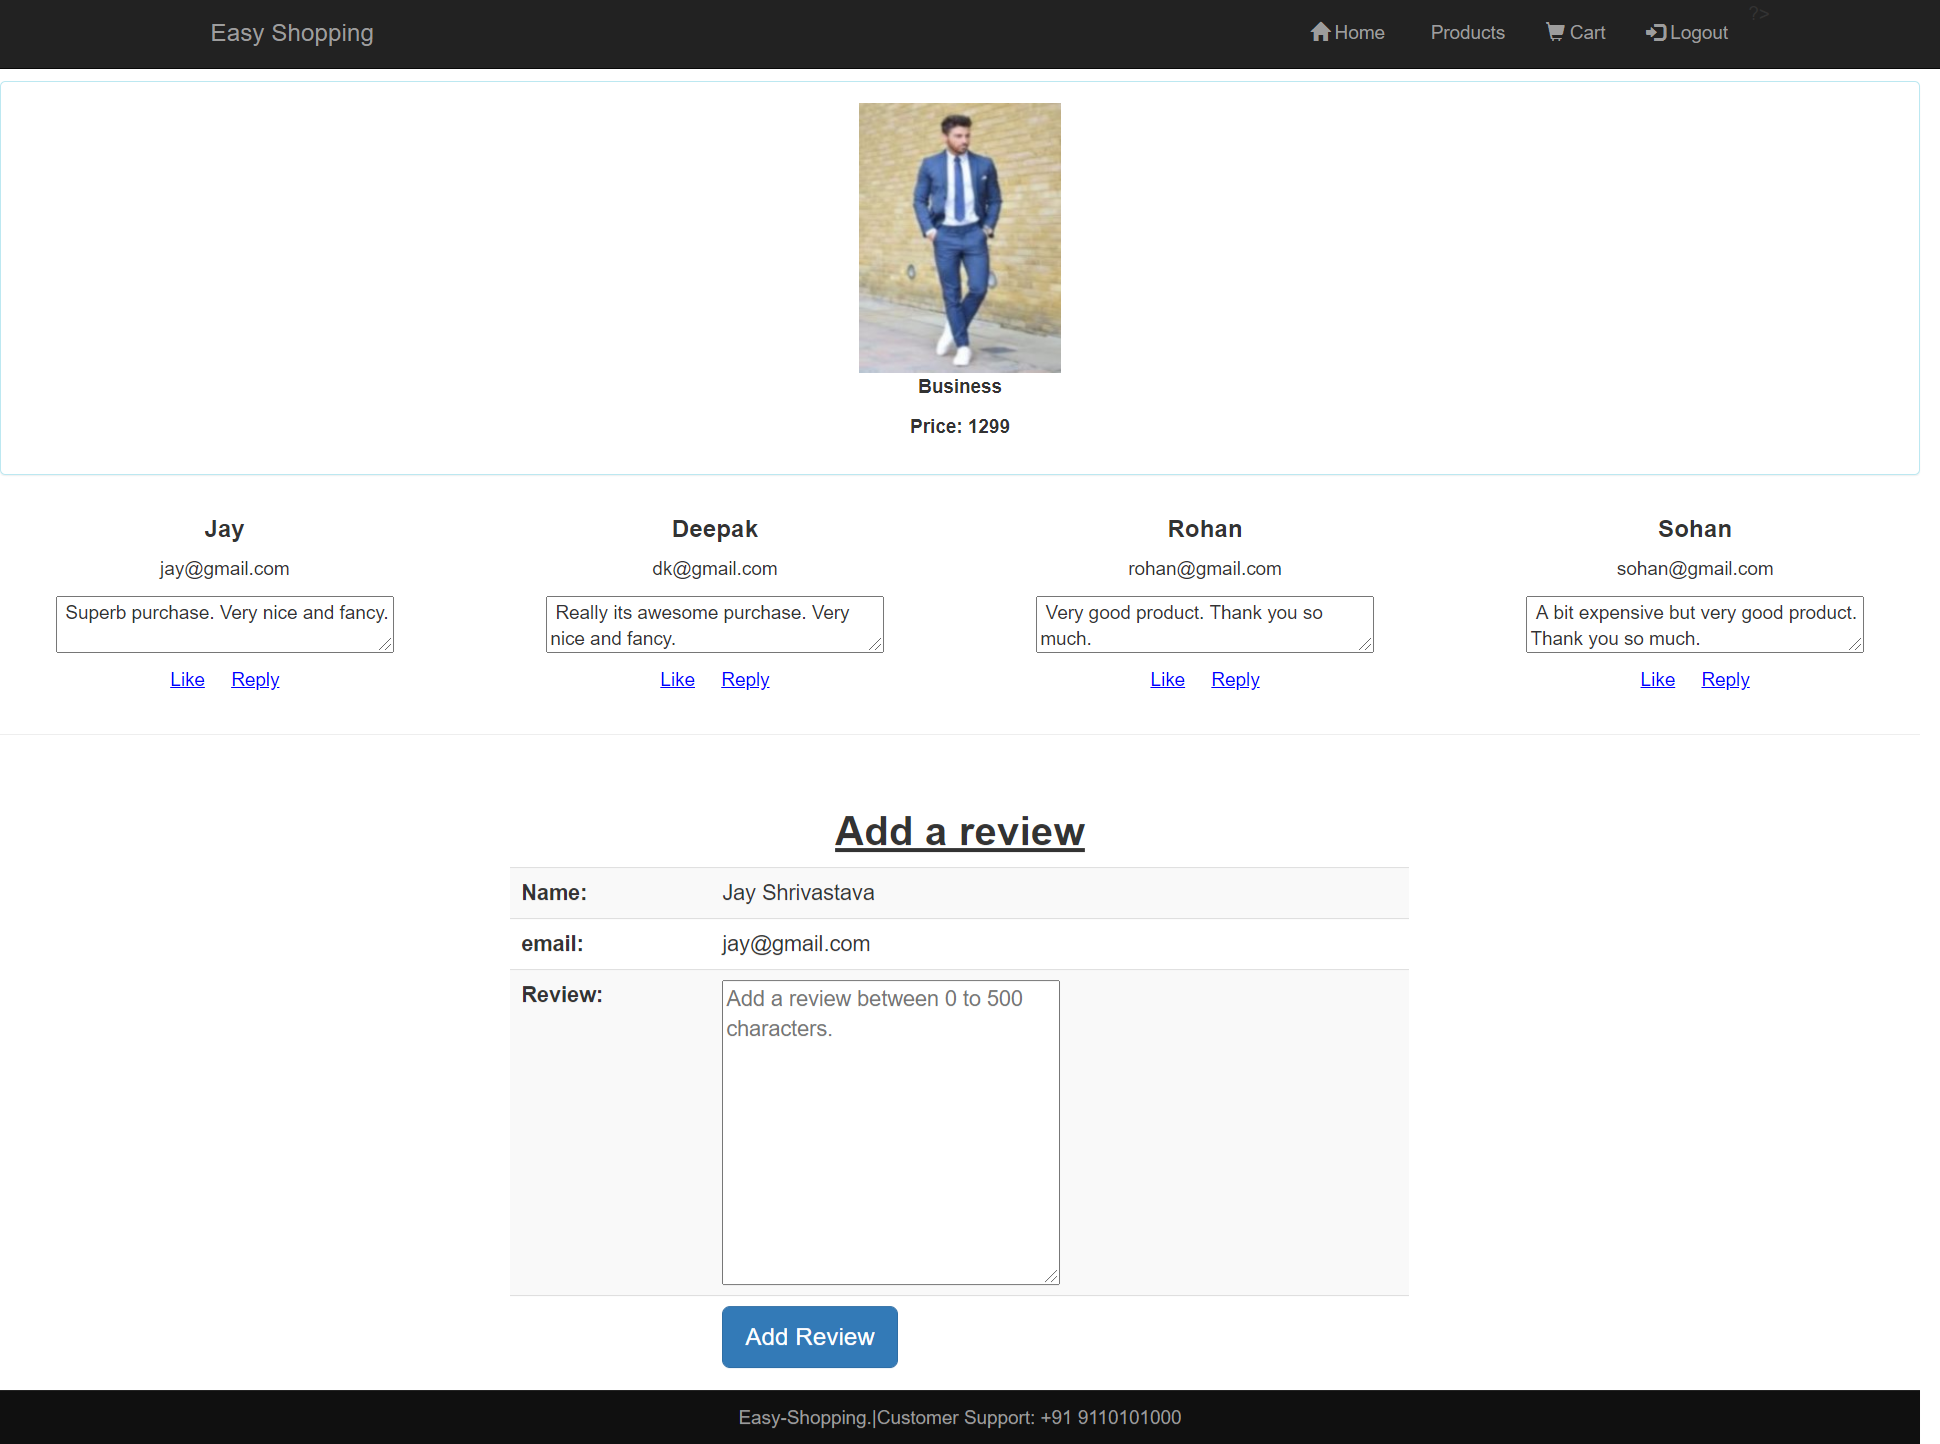 Easy Shopping
Home Products Cart Logout ?>
Business
Price: 1299
Jay
jay@gmail.com
Superb purchase. Very nice and fancy.
Like Reply
Deepak
dk@gmail.com
Really its awesome purchase. Very
nice and fancy.
Like Reply
Rohan
rohan@gmail.com
Very good product. Thank you so
much.
Like Reply
Sohan
sohan@gmail.com
A bit expensive but very good product.
Thank you so much.
Like Reply
Add a review
Name: Jay Shrivastava
email: jay@gmail.com
Review: Add a review between 0 to 500
characters.
Add Review
Easy-Shopping.|Customer Support: +91 9110101000